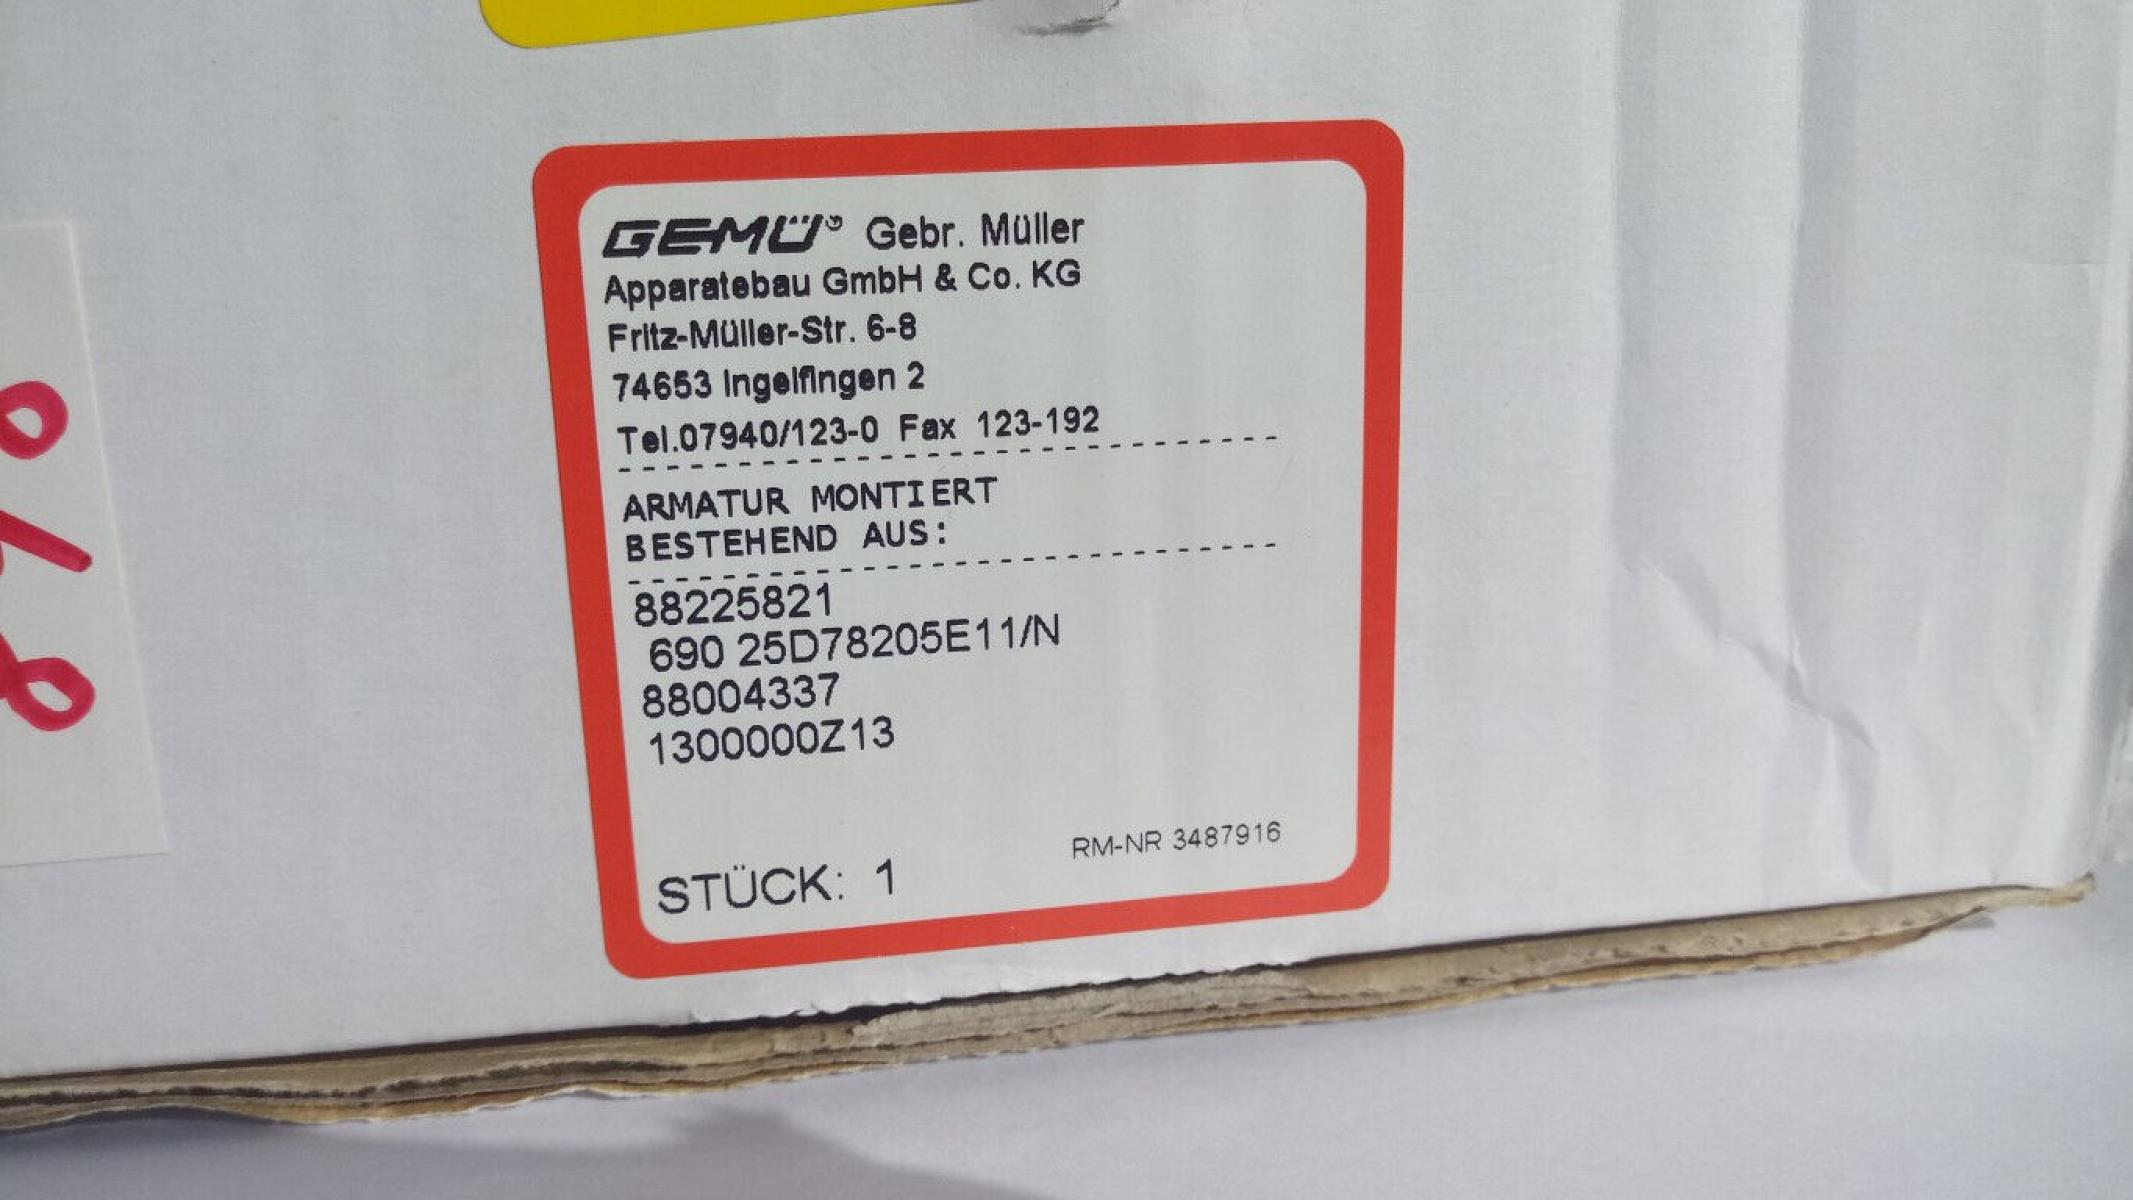 GEMÜ® Gebr. Müller
Apparatebau GmbH & Co. KG
Fritz-Müller-Str. 6-8
74653 Ingelfingen 2
Tel.07940/123-0 Fax 123-192
ARMATUR MONTIERT
BESTEHEND AUS:
88225821
690 25D78205E11/N
88004337
1300000Z13
STÜCK: 1
RM-NR 3487916